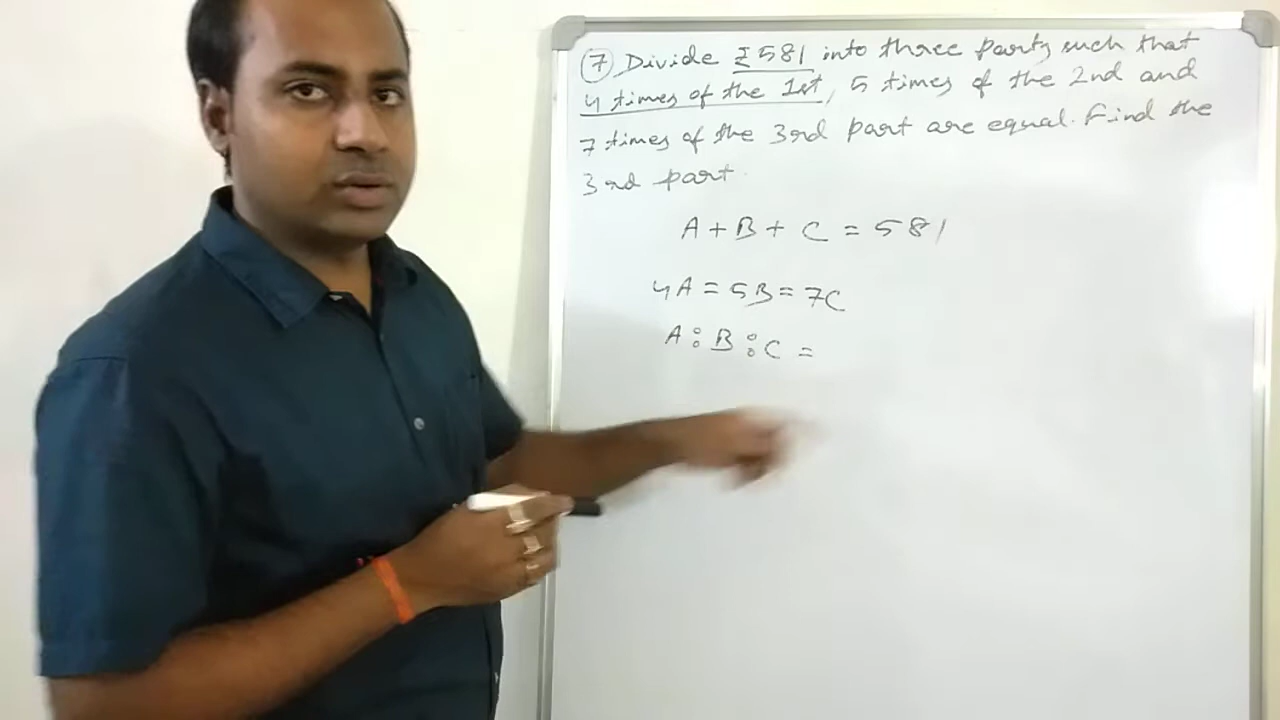 (7) Divide ₹581 into three parts such that
4 times of the 1st, 5 times of the 2nd and
7 times of the 3rd part are equal. Find the
3rd part.
A + B + C = 581
4A = 5B = 7C
A : B : C =